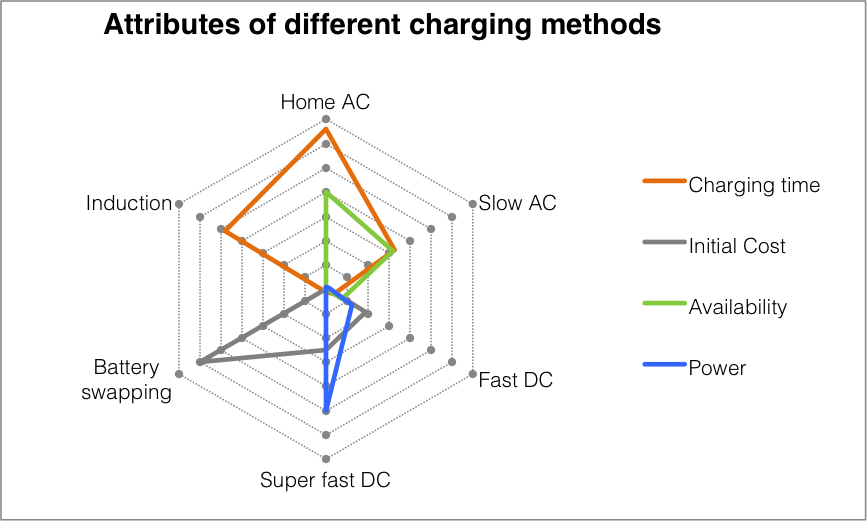 Attributes of different charging methods
Home AC
Induction
Slow AC
Battery
swapping
Fast DC
Super fast DC
Charging time
Initial Cost
Availability
Power